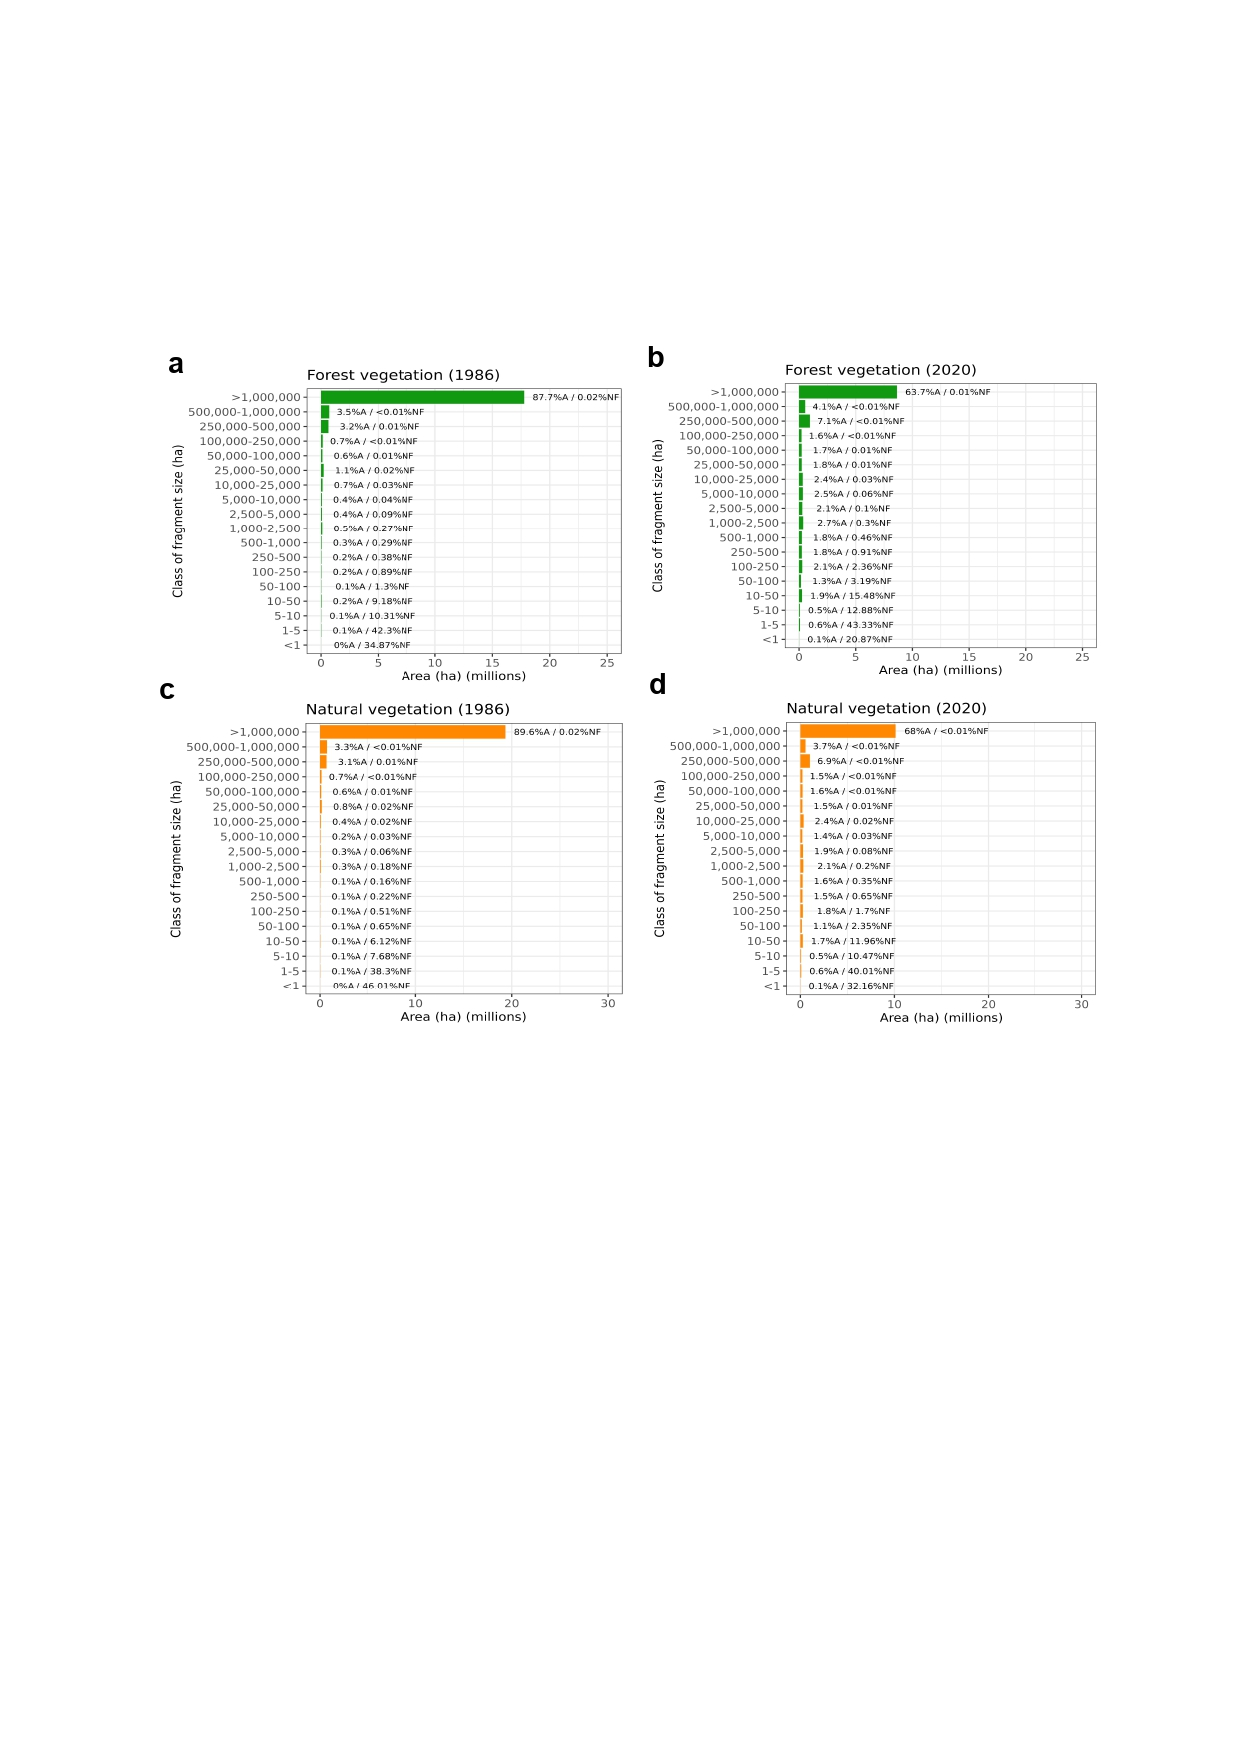 a
Forest vegetation (1986)
Class of fragment size (ha)
>1,000,000 87.7%A / 0.02%NF
500,000-1,000,000 3.5%A / <0.01%NF
250,000-500,000 3.2%A / 0.01%NF
100,000-250,000 0.7%A / <0.01%NF
50,000-100,000 0.6%A / 0.01%NF
25,000-50,000 1.1%A / 0.02%NF
10,000-25,000 0.7%A / 0.03%NF
5,000-10,000 0.4%A / 0.04%NF
2,500-5,000 0.4%A / 0.09%NF
1,000-2,500 0.5%A / 0.27%NF
500-1,000 0.3%A / 0.29%NF
250-500 0.2%A / 0.38%NF
100-250 0.2%A / 0.89%NF
50-100 0.1%A / 1.3%NF
10-50 0.2%A / 9.18%NF
5-10 0.1%A / 10.31%NF
1-5 0.1%A / 42.3%NF
<1 0%A / 34.87%NF
0 5 10 15 20 25
Area (ha) (millions)
b
Forest vegetation (2020)
Class of fragment size (ha)
>1,000,000 63.7%A / 0.01%NF
500,000-1,000,000 4.1%A / <0.01%NF
250,000-500,000 7.1%A / <0.01%NF
100,000-250,000 1.6%A / <0.01%NF
50,000-100,000 1.7%A / 0.01%NF
25,000-50,000 1.8%A / 0.01%NF
10,000-25,000 2.4%A / 0.03%NF
5,000-10,000 2.5%A / 0.06%NF
2,500-5,000 2.1%A / 0.1%NF
1,000-2,500 2.7%A / 0.3%NF
500-1,000 1.8%A / 0.46%NF
250-500 1.8%A / 0.91%NF
100-250 2.1%A / 2.36%NF
50-100 1.3%A / 3.19%NF
10-50 1.9%A / 15.48%NF
5-10 0.5%A / 12.88%NF
1-5 0.6%A / 43.33%NF
<1 0.1%A / 20.87%NF
0 5 10 15 20 25
Area (ha) (millions)
c
Natural vegetation (1986)
Class of fragment size (ha)
>1,000,000 89.6%A / 0.02%NF
500,000-1,000,000 3.3%A / <0.01%NF
250,000-500,000 3.1%A / 0.01%NF
100,000-250,000 0.7%A / <0.01%NF
50,000-100,000 0.6%A / 0.01%NF
25,000-50,000 0.8%A / 0.02%NF
10,000-25,000 0.4%A / 0.02%NF
5,000-10,000 0.2%A / 0.03%NF
2,500-5,000 0.3%A / 0.06%NF
1,000-2,500 0.3%A / 0.18%NF
500-1,000 0.1%A / 0.16%NF
250-500 0.1%A / 0.22%NF
100-250 0.1%A / 0.51%NF
50-100 0.1%A / 0.65%NF
10-50 0.1%A / 6.12%NF
5-10 0.1%A / 7.68%NF
1-5 0.1%A / 38.3%NF
<1 0%A / 46.01%NF
0 10 20 30
Area (ha) (millions)
d
Natural vegetation (2020)
Class of fragment size (ha)
>1,000,000 68%A / <0.01%NF
500,000-1,000,000 3.7%A / <0.01%NF
250,000-500,000 6.9%A / <0.01%NF
100,000-250,000 1.5%A / <0.01%NF
50,000-100,000 1.6%A / <0.01%NF
25,000-50,000 1.5%A / 0.01%NF
10,000-25,000 2.4%A / 0.02%NF
5,000-10,000 1.4%A / 0.03%NF
2,500-5,000 1.9%A / 0.08%NF
1,000-2,500 2.1%A / 0.2%NF
500-1,000 1.6%A / 0.35%NF
250-500 1.5%A / 0.65%NF
100-250 1.8%A / 1.7%NF
50-100 1.1%A / 2.35%NF
10-50 1.7%A / 11.96%NF
5-10 0.5%A / 10.47%NF
1-5 0.6%A / 40.01%NF
<1 0.1%A / 32.16%NF
0 10 20 30
Area (ha) (millions)